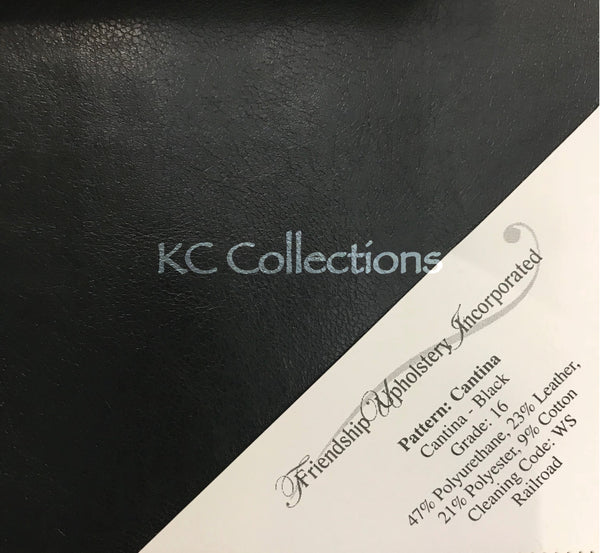 KC Collections
Friendship Upholstery Incorporated
Pattern: Cantina
Cantina - Black
Grade: 16
47% Polyurethane, 23% Leather,
21% Polyester, 9% Cotton
Cleaning Code: WS
Railroad